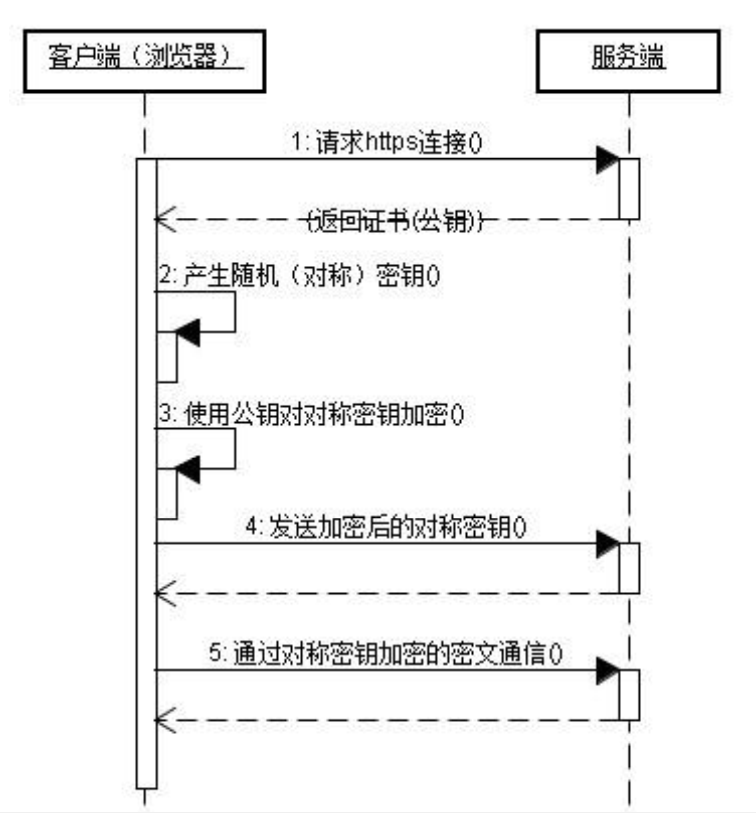 客户端（浏览器）
服务端
1: 请求https连接()
(返回证书(公钥))
2: 产生随机（对称）密钥()
3: 使用公钥对对称密钥加密()
4: 发送加密后的对称密钥()
5: 通过对称密钥加密的密文通信()